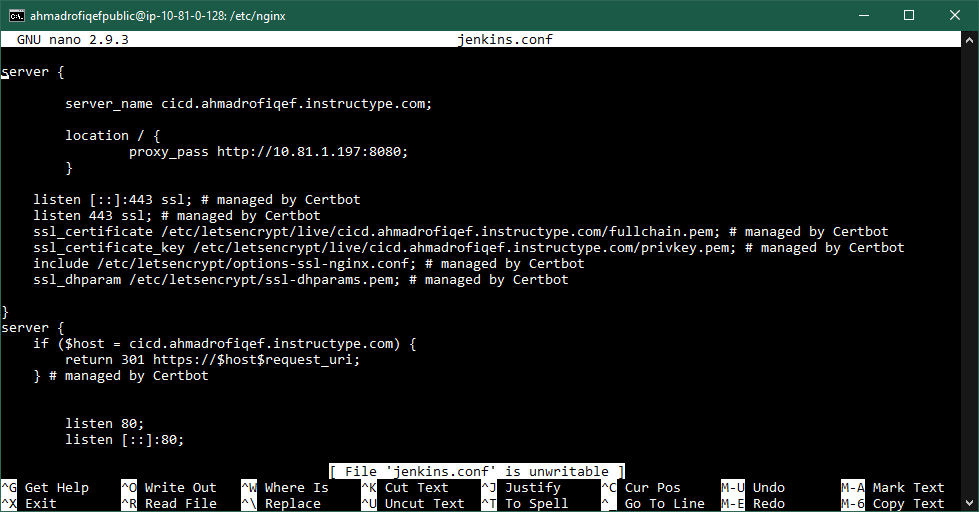 ahmadrofiqefpublic@ip-10-81-0-128: /etc/nginx
GNU nano 2.9.3 jenkins.conf
server {
server_name cicd.ahmadrofiqef.instructype.com;
location / {
proxy_pass http://10.81.1.197:8080;
}
listen [::]:443 ssl; # managed by Certbot
listen 443 ssl; # managed by Certbot
ssl_certificate /etc/letsencrypt/live/cicd.ahmadrofiqef.instructype.com/fullchain.pem; # managed by Certbot
ssl_certificate_key /etc/letsencrypt/live/cicd.ahmadrofiqef.instructype.com/privkey.pem; # managed by Certbot
include /etc/letsencrypt/options-ssl-nginx.conf; # managed by Certbot
ssl_dhparam /etc/letsencrypt/ssl-dhparams.pem; # managed by Certbot
}
server {
if ($host = cicd.ahmadrofiqef.instructype.com) {
return 301 https://$host$request_uri;
} # managed by Certbot
listen 80;
listen [::]:80;
[ File 'jenkins.conf' is unwritable ]
^G Get Help ^O Write Out ^W Where Is ^K Cut Text ^J Justify ^C Cur Pos M-U Undo M-A Mark Text
^X Exit ^R Read File ^\ Replace ^U Uncut Text ^T To Spell ^_ Go To Line M-E Redo M-6 Copy Text